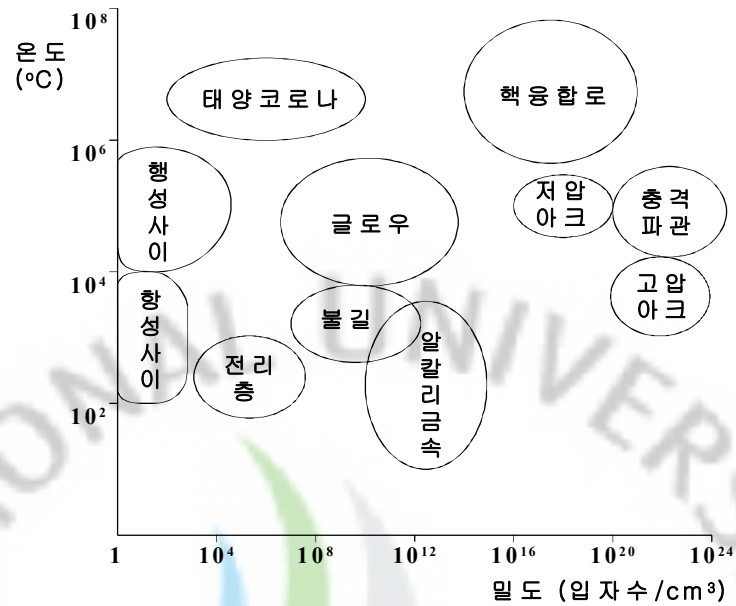 10⁸
온도
(ºC)
태양코로나
핵융합로
10⁶
행
성
사
이
글로우
저압
아크
충격
파관
10⁴
항
성
사
이
불길
고압
아크
전리
층
알
칼
리
금
속
10²
1 10⁴ 10⁸ 10¹² 10¹⁶ 10²⁰ 10²⁴
밀도 (입자수/cm³)
ONAL UNIVERS